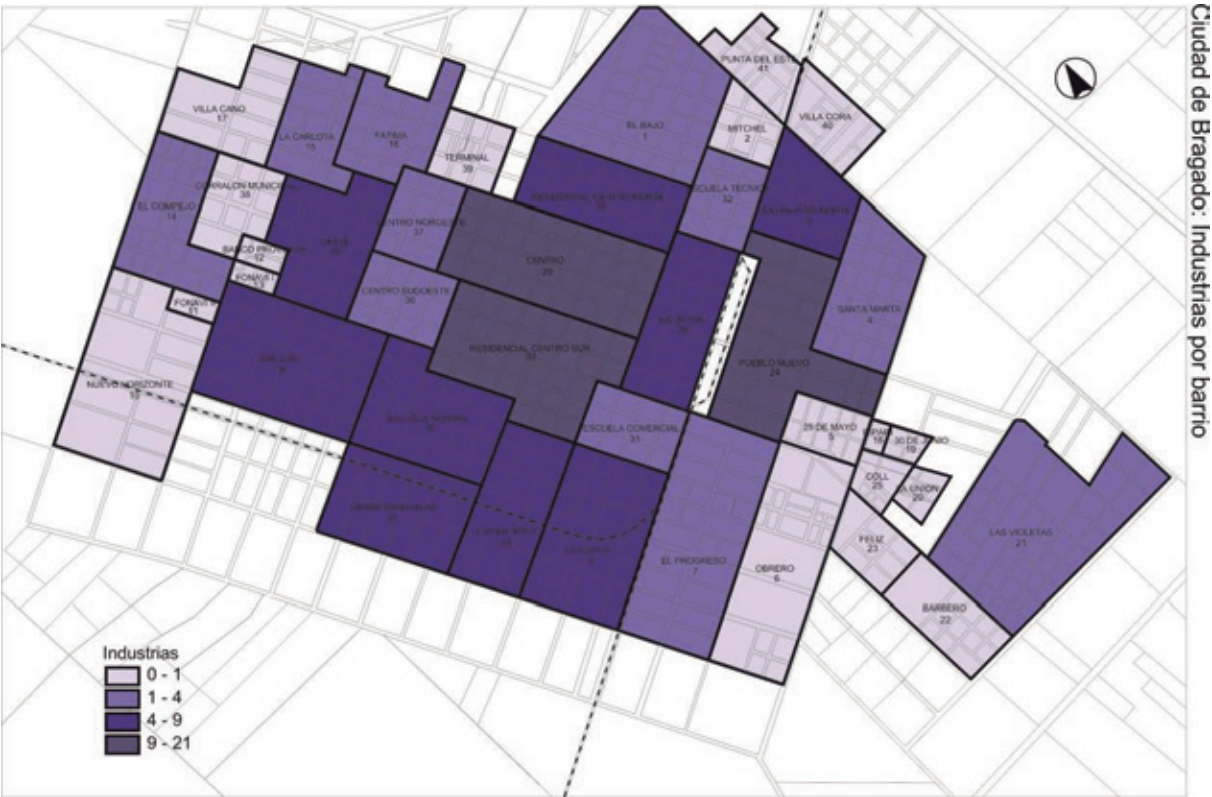 Ciudad de Bragado: Industrias por barrio
PUNTA DEL ESTE
41
VILLA CANO
17
EL BAJO
1
MITCHEL
2
VILLA CORA
40
LA CARLOTA
15
FATIMA
16
TERMINAL
39
CORRALON MUNICIPAL
38
ESCUELA TECNICA
32
EL COMPEJO
14
CENTRO NOROESTE
37
BANCO PROVINCIA
12
FONAVI I
13
CENTRO
29
FONAVI II
11
CENTRO SUDOESTE
36
SANTA MARTA
4
RESIDENCIAL CENTRO SUR
30
PUEBLO NUEVO
24
NUEVO HORIZONTE
10
ESCUELA COMERCIAL
31
25 DE MAYO
5
18
30 DE JUNIO
19
COLL
25
LA UNION
20
LAS VIOLETAS
21
FELIZ
23
EL PROGRESO
7
OBRERO
6
BARBERO
22
Industrias
0 - 1
1 - 4
4 - 9
9 - 21